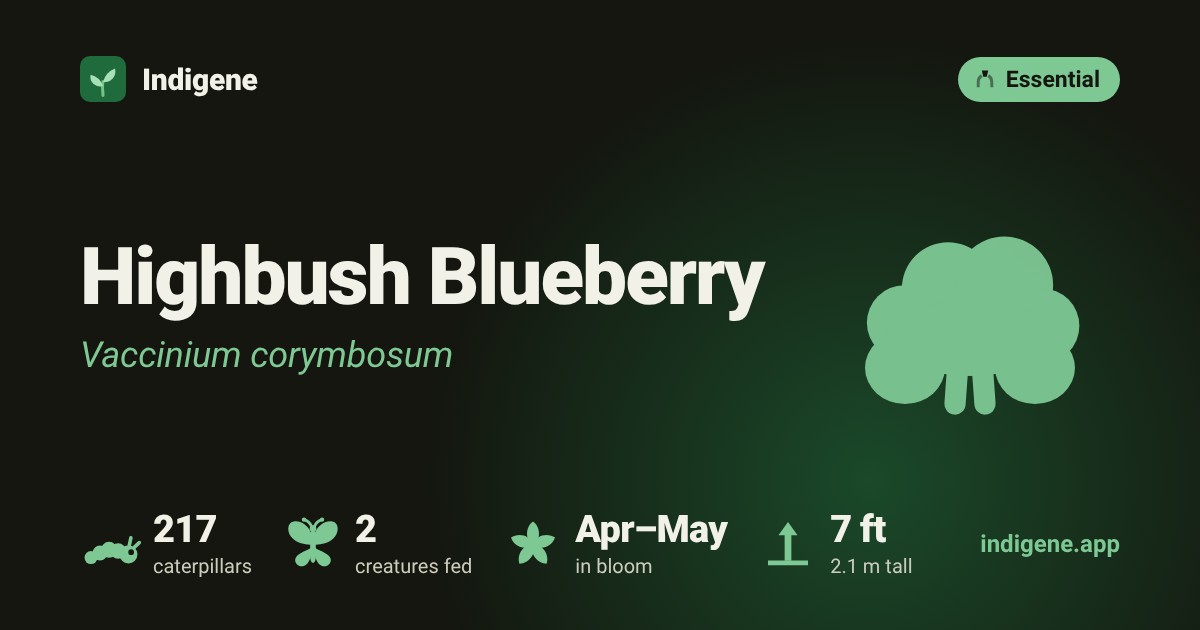 Indigene
Essential
Highbush Blueberry
Vaccinium corymbosum
217
caterpillars
2
creatures fed
Apr–May
in bloom
7 ft
2.1 m tall
indigene.app